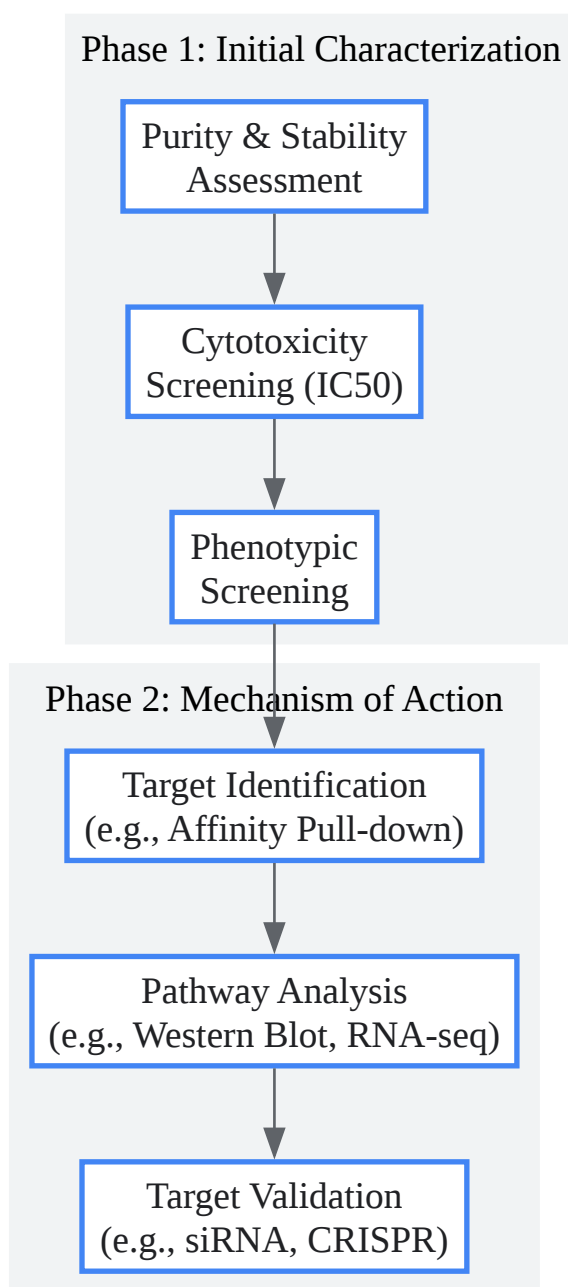 Phase 1: Initial Characterization
Purity & Stability
Assessment
Cytotoxicity
Screening (IC50)
Phenotypic
Screening
Phase 2: Mechanism of Action
Target Identification
(e.g., Affinity Pull-down)
Pathway Analysis
(e.g., Western Blot, RNA-seq)
Target Validation
(e.g., siRNA, CRISPR)